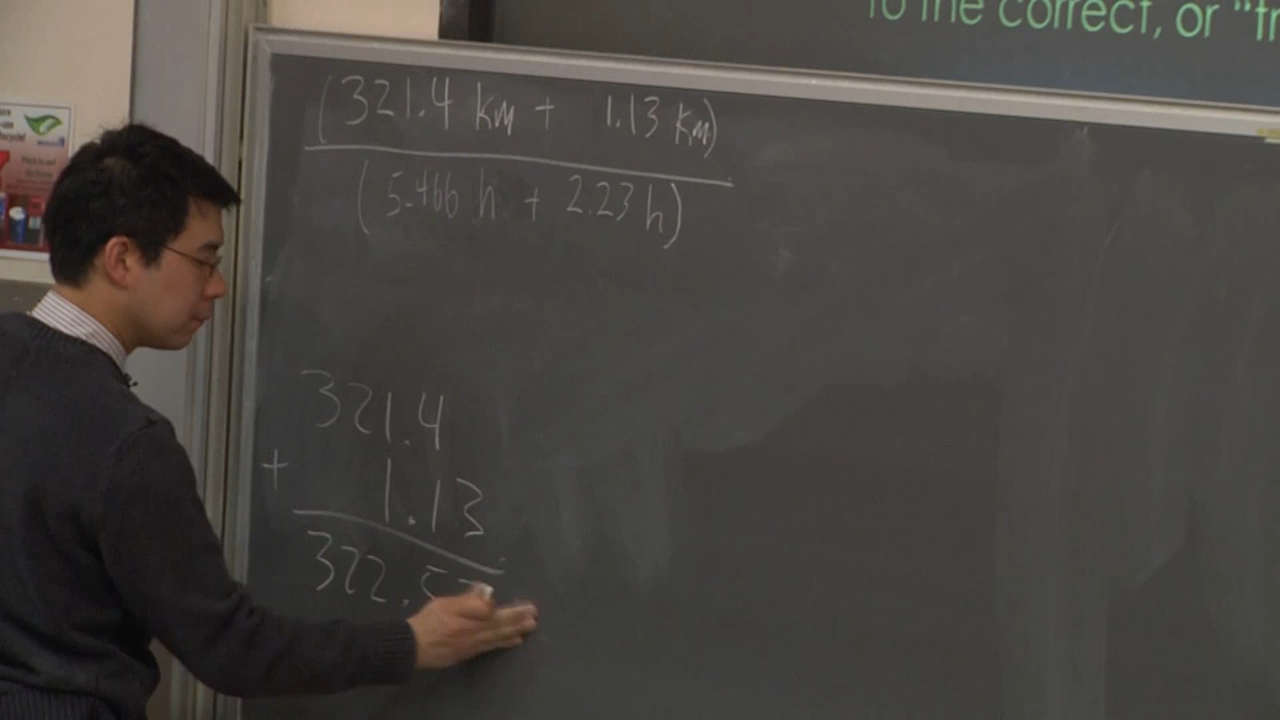 to the correct, or "tr
(321.4 km + 1.13 km)
(5.466 h + 2.23 h)
321.4
+ 1.13
322.5